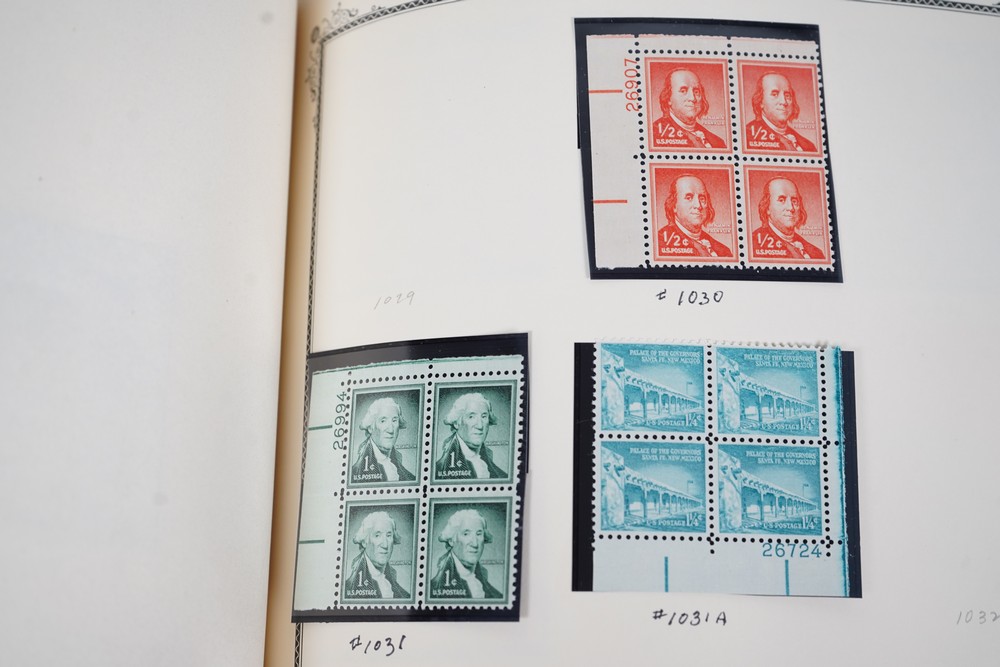 26907
1/2¢
U.S. POSTAGE
1/2¢
U.S. POSTAGE
1/2¢
U.S. POSTAGE
1/2¢
U.S. POSTAGE
1029
# 1030
26994
1¢
U.S. POSTAGE
1¢
U.S. POSTAGE
1¢
U.S. POSTAGE
1¢
U.S. POSTAGE
#1031
PALACE OF THE GOVERNORS
SANTA FE, NEW MEXICO
U·S POSTAGE 1¼¢
PALACE OF THE GOVERNORS
SANTA FE, NEW MEXICO
U·S POSTAGE 1¼¢
PALACE OF THE GOVERNORS
SANTA FE, NEW MEXICO
U·S POSTAGE 1¼¢
PALACE OF THE GOVERNORS
SANTA FE, NEW MEXICO
U·S POSTAGE 1¼¢
26724
#1031A
1032